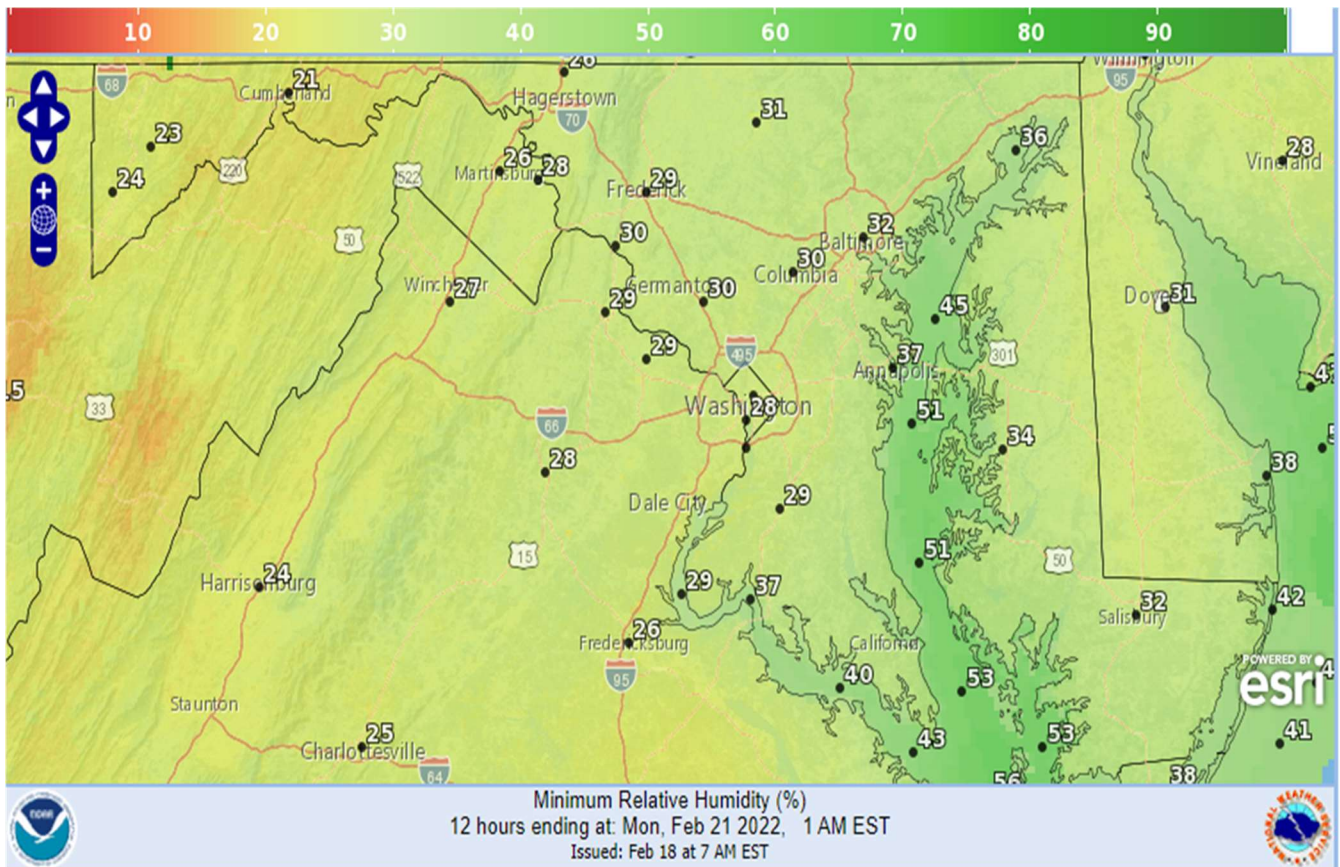 10 20 30 40 50 60 70 80 90
68
21
Cumberland
26
Hagerstown
70
31
95
Wilmington
36
28
Vineland
23
24
220
522
26
Martinsburg
28
29
Frederick
50
30
32
Baltimore
30
Columbia
27
Winchester
29
Germantown
30
45
31
Dover
29
495
37
Annapolis
301
33
28
Washington
51
66
34
38
28
Dale City
29
15
51
50
24
Harrisonburg
29
37
32
Salisbury
42
26
Fredericksburg
95
California
Staunton
40
53
POWERED BY
esri
25
Charlottesville
64
43
53
41
56
38
Minimum Relative Humidity (%)
12 hours ending at: Mon, Feb 21 2022, 1 AM EST
Issued: Feb 18 at 7 AM EST
NOAA
NATIONAL WEATHER SERVICE